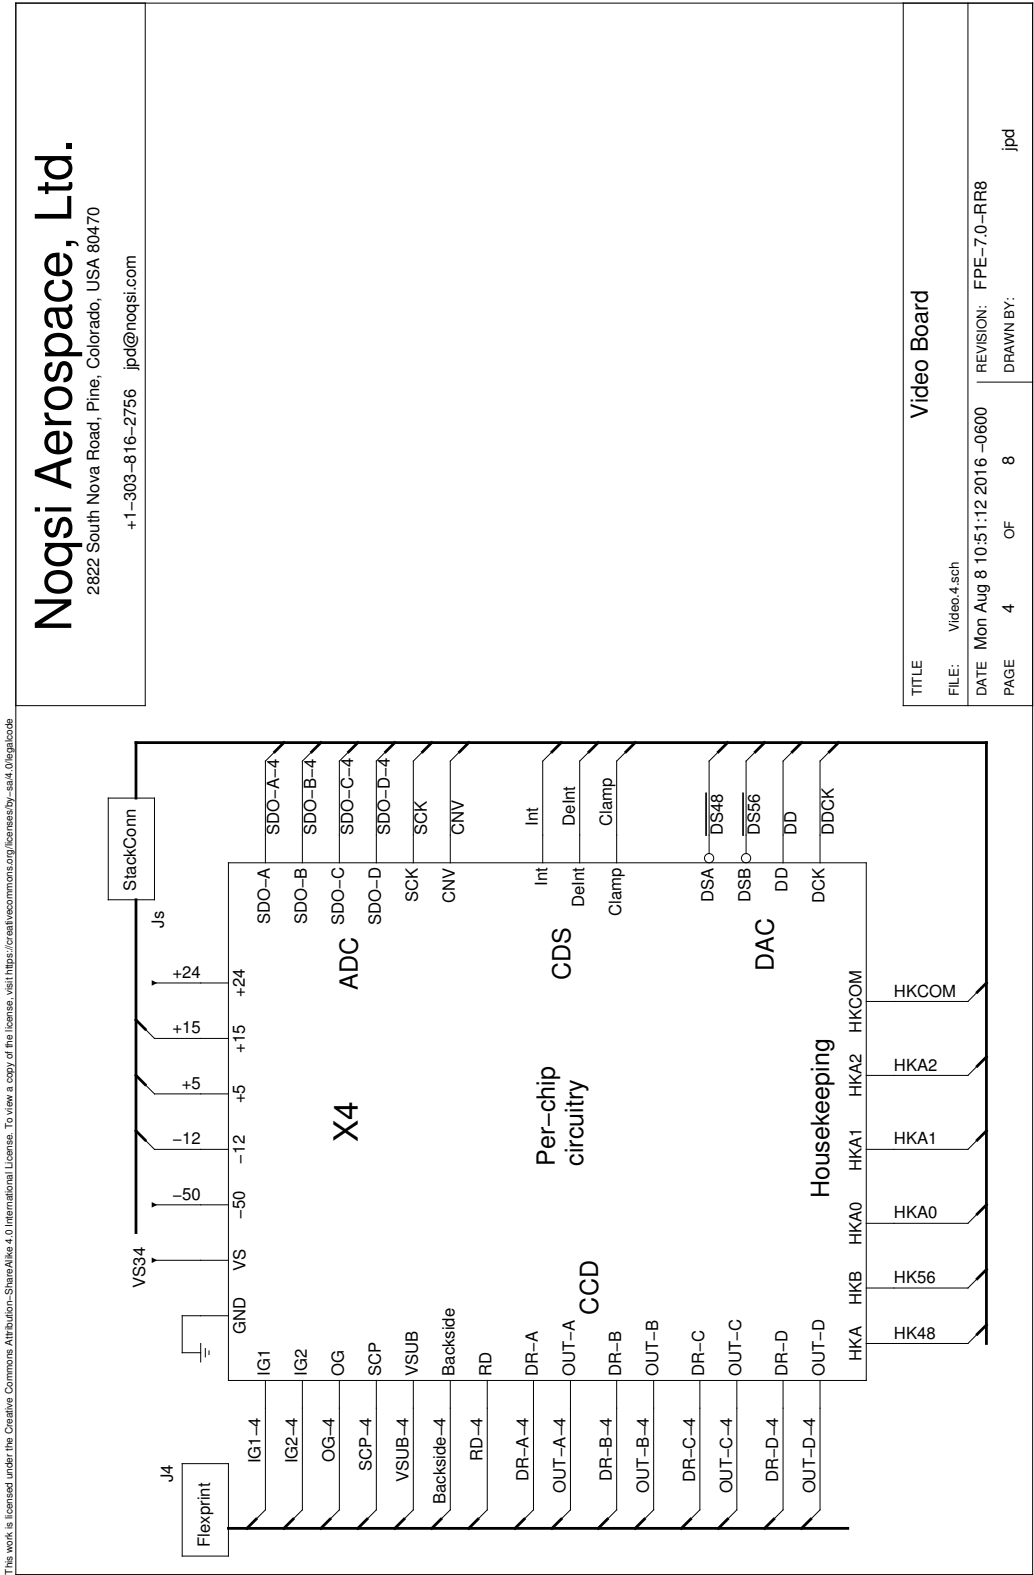 This work is licensed under the Creative Commons Attribution−ShareAlike 4.0 International License. To view a copy of the license, visit https://creativecommons.org/licenses/by−sa/4.0/legalcode
Noqsi Aerospace, Ltd.
2822 South Nova Road, Pine, Colorado, USA 80470
+1−303−816−2756 jpd@noqsi.com
StackConn
Js
VS34
−50
−12
+5
+15
+24
GND
VS
−50
−12
+5
+15
+24
J4
Flexprint
IG1−4
IG2−4
OG−4
SCP−4
VSUB−4
Backside−4
RD−4
DR−A−4
OUT−A−4
DR−B−4
OUT−B−4
DR−C−4
OUT−C−4
DR−D−4
OUT−D−4
IG1
IG2
OG
SCP
VSUB
Backside
RD
DR−A
OUT−A
DR−B
OUT−B
DR−C
OUT−C
DR−D
OUT−D
CCD
X4
Per−chip
circuitry
Housekeeping
ADC
CDS
DAC
SDO−A
SDO−B
SDO−C
SDO−D
SCK
CNV
Int
DeInt
Clamp
DSA
DSB
DD
DCK
SDO−A−4
SDO−B−4
SDO−C−4
SDO−D−4
SCK
CNV
Int
DeInt
Clamp
DS48
DS56
DD
DDCK
HKA
HKB
HKA0
HKA1
HKA2
HKCOM
HK48
HK56
HKA0
HKA1
HKA2
HKCOM
TITLE
Video Board
FILE: Video.4.sch
DATE Mon Aug 8 10:51:12 2016 −0600
REVISION: FPE−7.0−RR8
PAGE 4 OF 8
DRAWN BY: jpd